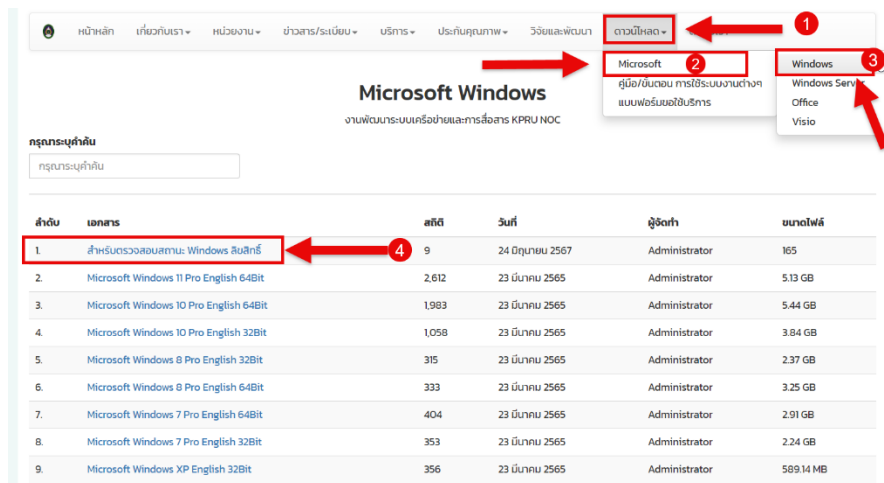 หน้าหลัก เกี่ยวกับเรา หน่วยงาน ข่าวสาร/ระเบียบ บริการ ประกันคุณภาพ วิจัยและพัฒนา ดาวน์โหลด 1
Microsoft 2
คู่มือ/ขั้นตอน การใช้ระบบงานต่างๆ
แบบฟอร์มขอใช้บริการ
Windows 3
Windows Server
Office
Visio
Microsoft Windows
งานพัฒนาระบบเครือข่ายและการสื่อสาร KPRU NOC
กรุณาระบุคำค้น
กรุณาระบุคำค้น
ลำดับ เอกสาร สถิติ วันที่ ผู้จัดทำ ขนาดไฟล์
1. สำหรับตรวจสอบสถานะ Windows ลิขสิทธิ์ 4 9 24 มิถุนายน 2567 Administrator 165
2. Microsoft Windows 11 Pro English 64Bit 2,612 23 มีนาคม 2565 Administrator 5.13 GB
3. Microsoft Windows 10 Pro English 64Bit 1,983 23 มีนาคม 2565 Administrator 5.44 GB
4. Microsoft Windows 10 Pro English 32Bit 1,058 23 มีนาคม 2565 Administrator 3.84 GB
5. Microsoft Windows 8 Pro English 32Bit 315 23 มีนาคม 2565 Administrator 2.37 GB
6. Microsoft Windows 8 Pro English 64Bit 333 23 มีนาคม 2565 Administrator 3.25 GB
7. Microsoft Windows 7 Pro English 64Bit 404 23 มีนาคม 2565 Administrator 2.91 GB
8. Microsoft Windows 7 Pro English 32Bit 353 23 มีนาคม 2565 Administrator 2.24 GB
9. Microsoft Windows XP English 32Bit 356 23 มีนาคม 2565 Administrator 589.14 MB